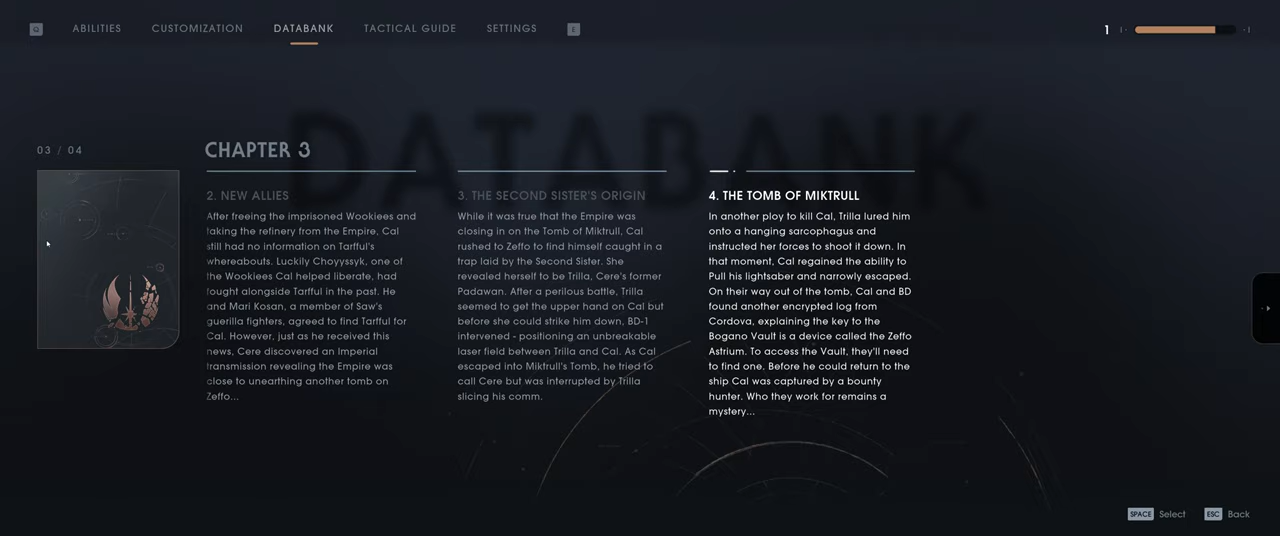 Q ABILITIES CUSTOMIZATION DATABANK TACTICAL GUIDE SETTINGS E 1
DATABANK
03 / 04
CHAPTER 3
2. NEW ALLIES
After freeing the imprisoned Wookiees and
taking the refinery from the Empire, Cal
still had no information on Tarfful's
whereabouts. Luckily Choyyssyk, one of
the Wookiees Cal helped liberate, had
fought alongside Tarfful in the past. He
and Mari Kosan, a member of Saw's
guerilla fighters, agreed to find Tarfful for
Cal. However, just as he received this
news, Cere discovered an Imperial
transmission revealing the Empire was
close to unearthing another tomb on
Zeffo...
3. THE SECOND SISTER'S ORIGIN
While it was true that the Empire was
closing in on the Tomb of Miktrull, Cal
rushed to Zeffo to find himself caught in a
trap laid by the Second Sister. She
revealed herself to be Trilla, Cere's former
Padawan. After a perilous battle, Trilla
seemed to get the upper hand on Cal but
before she could strike him down, BD-1
intervened - positioning an unbreakable
laser field between Trilla and Cal. As Cal
escaped into Miktrull's Tomb, he tried to
call Cere but was interrupted by Trilla
slicing his comm.
4. THE TOMB OF MIKTRULL
In another ploy to kill Cal, Trilla lured him
onto a hanging sarcophagus and
instructed her forces to shoot it down. In
that moment, Cal regained the ability to
Pull his lightsaber and narrowly escaped.
On their way out of the tomb, Cal and BD
found another encrypted log from
Cordova, explaining the key to the
Bogano Vault is a device called the Zeffo
Astrium. To access the Vault, they'll need
to find one. Before he could return to the
ship Cal was captured by a bounty
hunter. Who they work for remains a
mystery...
SPACE Select ESC Back